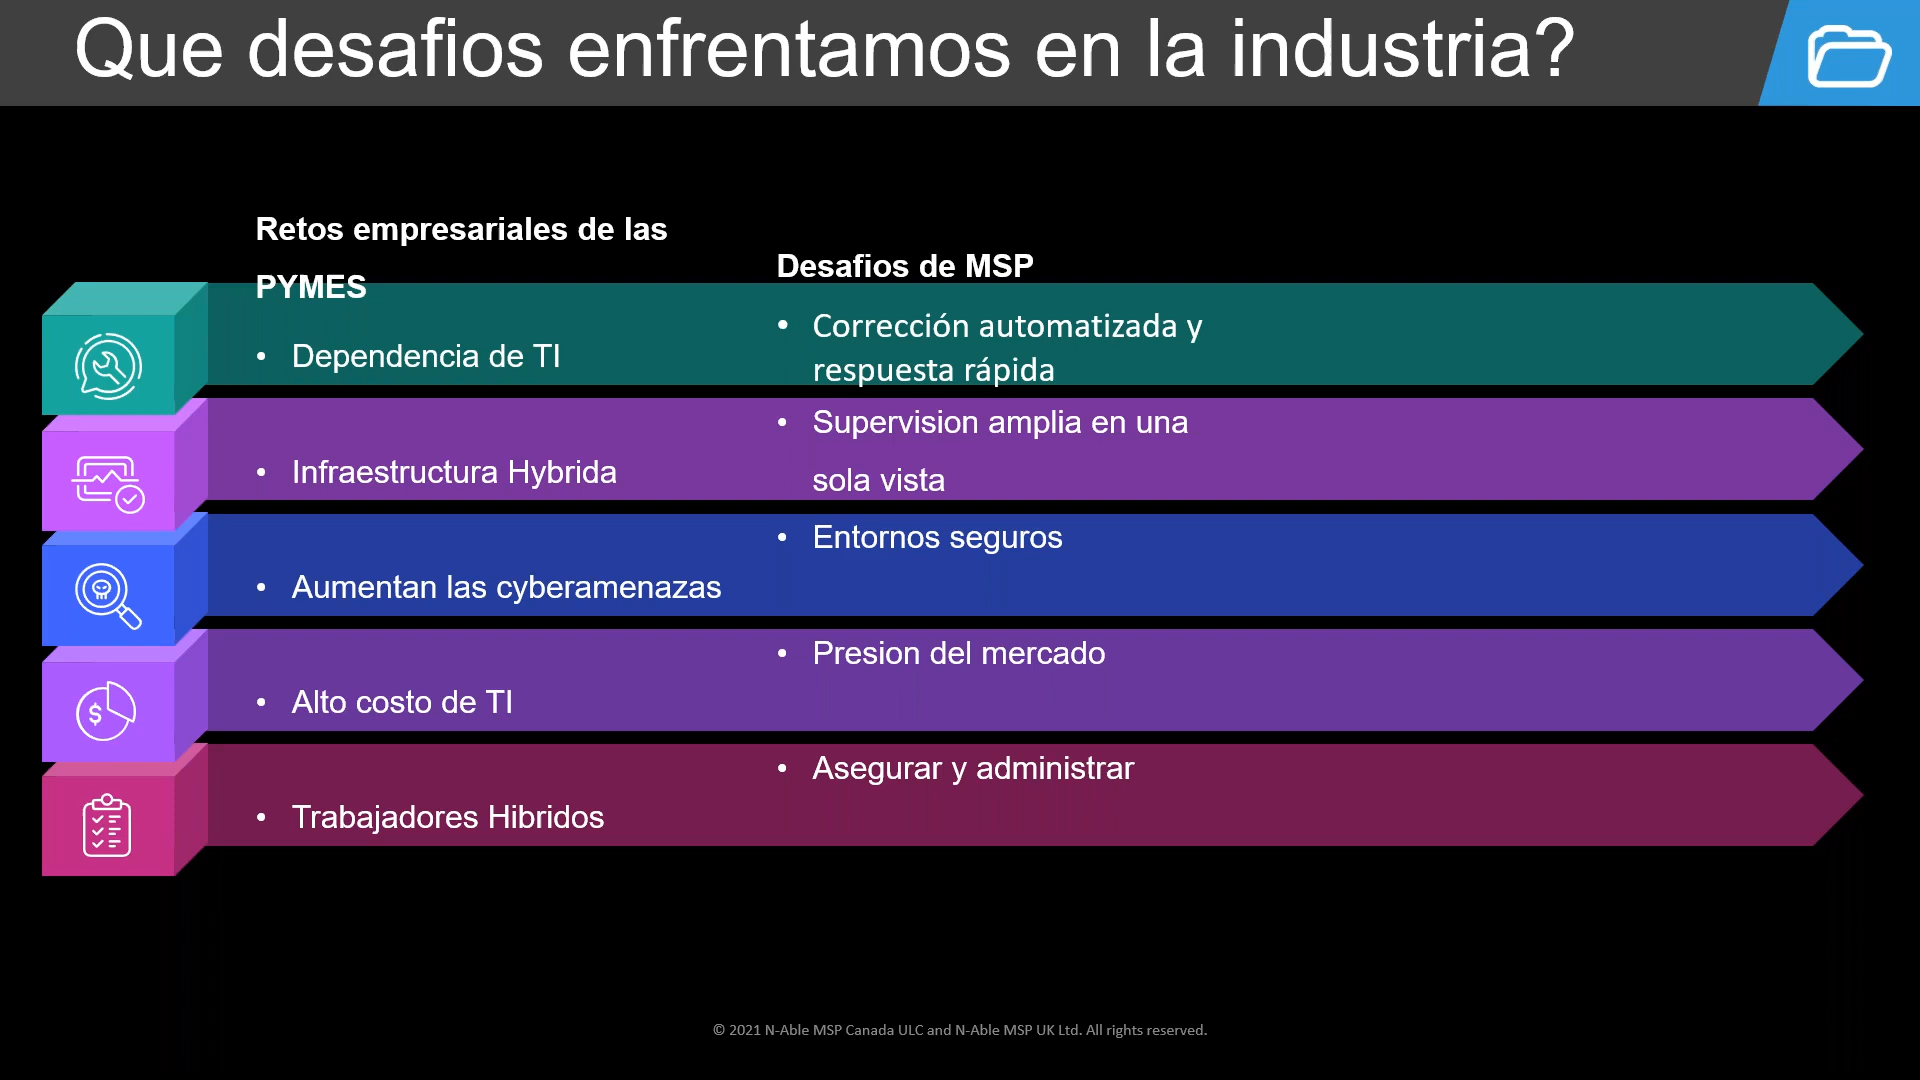 Que desafios enfrentamos en la industria?
Retos empresariales de las
PYMES
• Dependencia de TI
• Infraestructura Hybrida
• Aumentan las cyberamenazas
• Alto costo de TI
• Trabajadores Hibridos
Desafios de MSP
• Corrección automatizada y
respuesta rápida
• Supervision amplia en una
sola vista
• Entornos seguros
• Presion del mercado
• Asegurar y administrar
$
© 2021 N-Able MSP Canada ULC and N-Able MSP UK Ltd. All rights reserved.